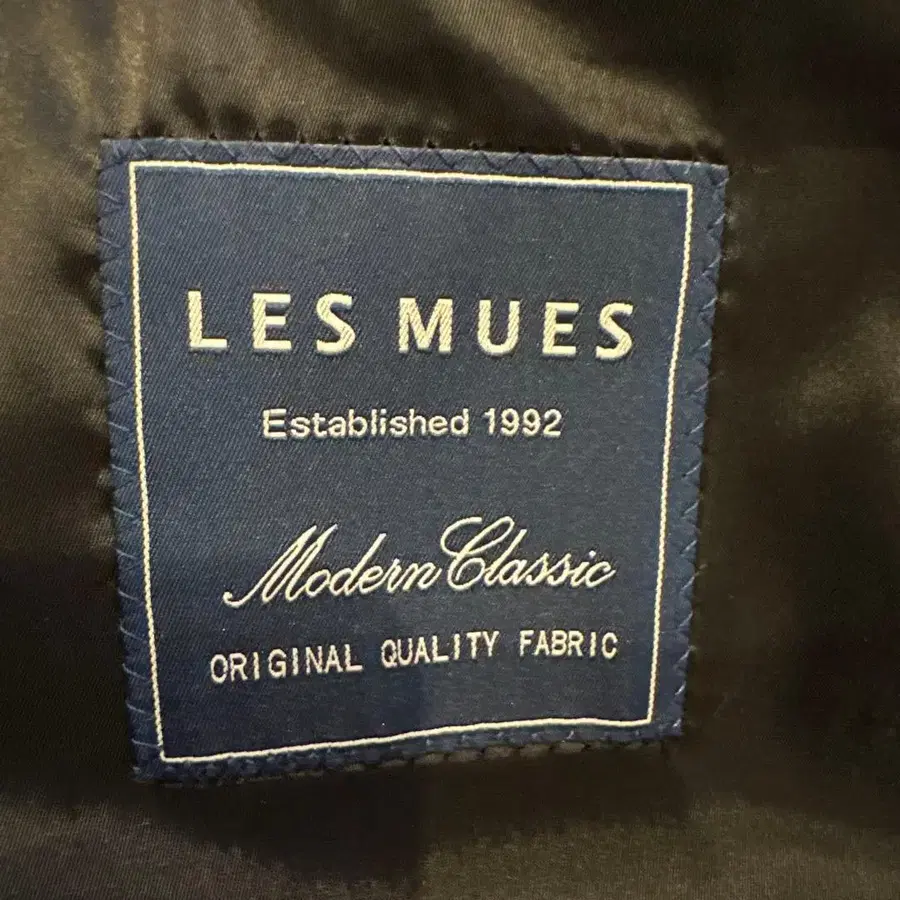 LES MUES
Established 1992
Modern Classic
ORIGINAL QUALITY FABRIC